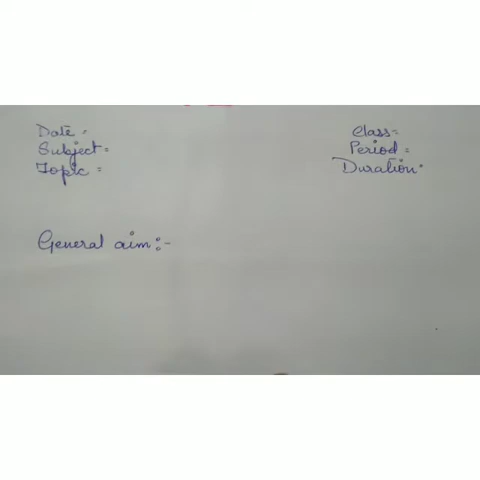 Date =
Class=
Subject=
Period =
Topic =
Duration=
General aim:-